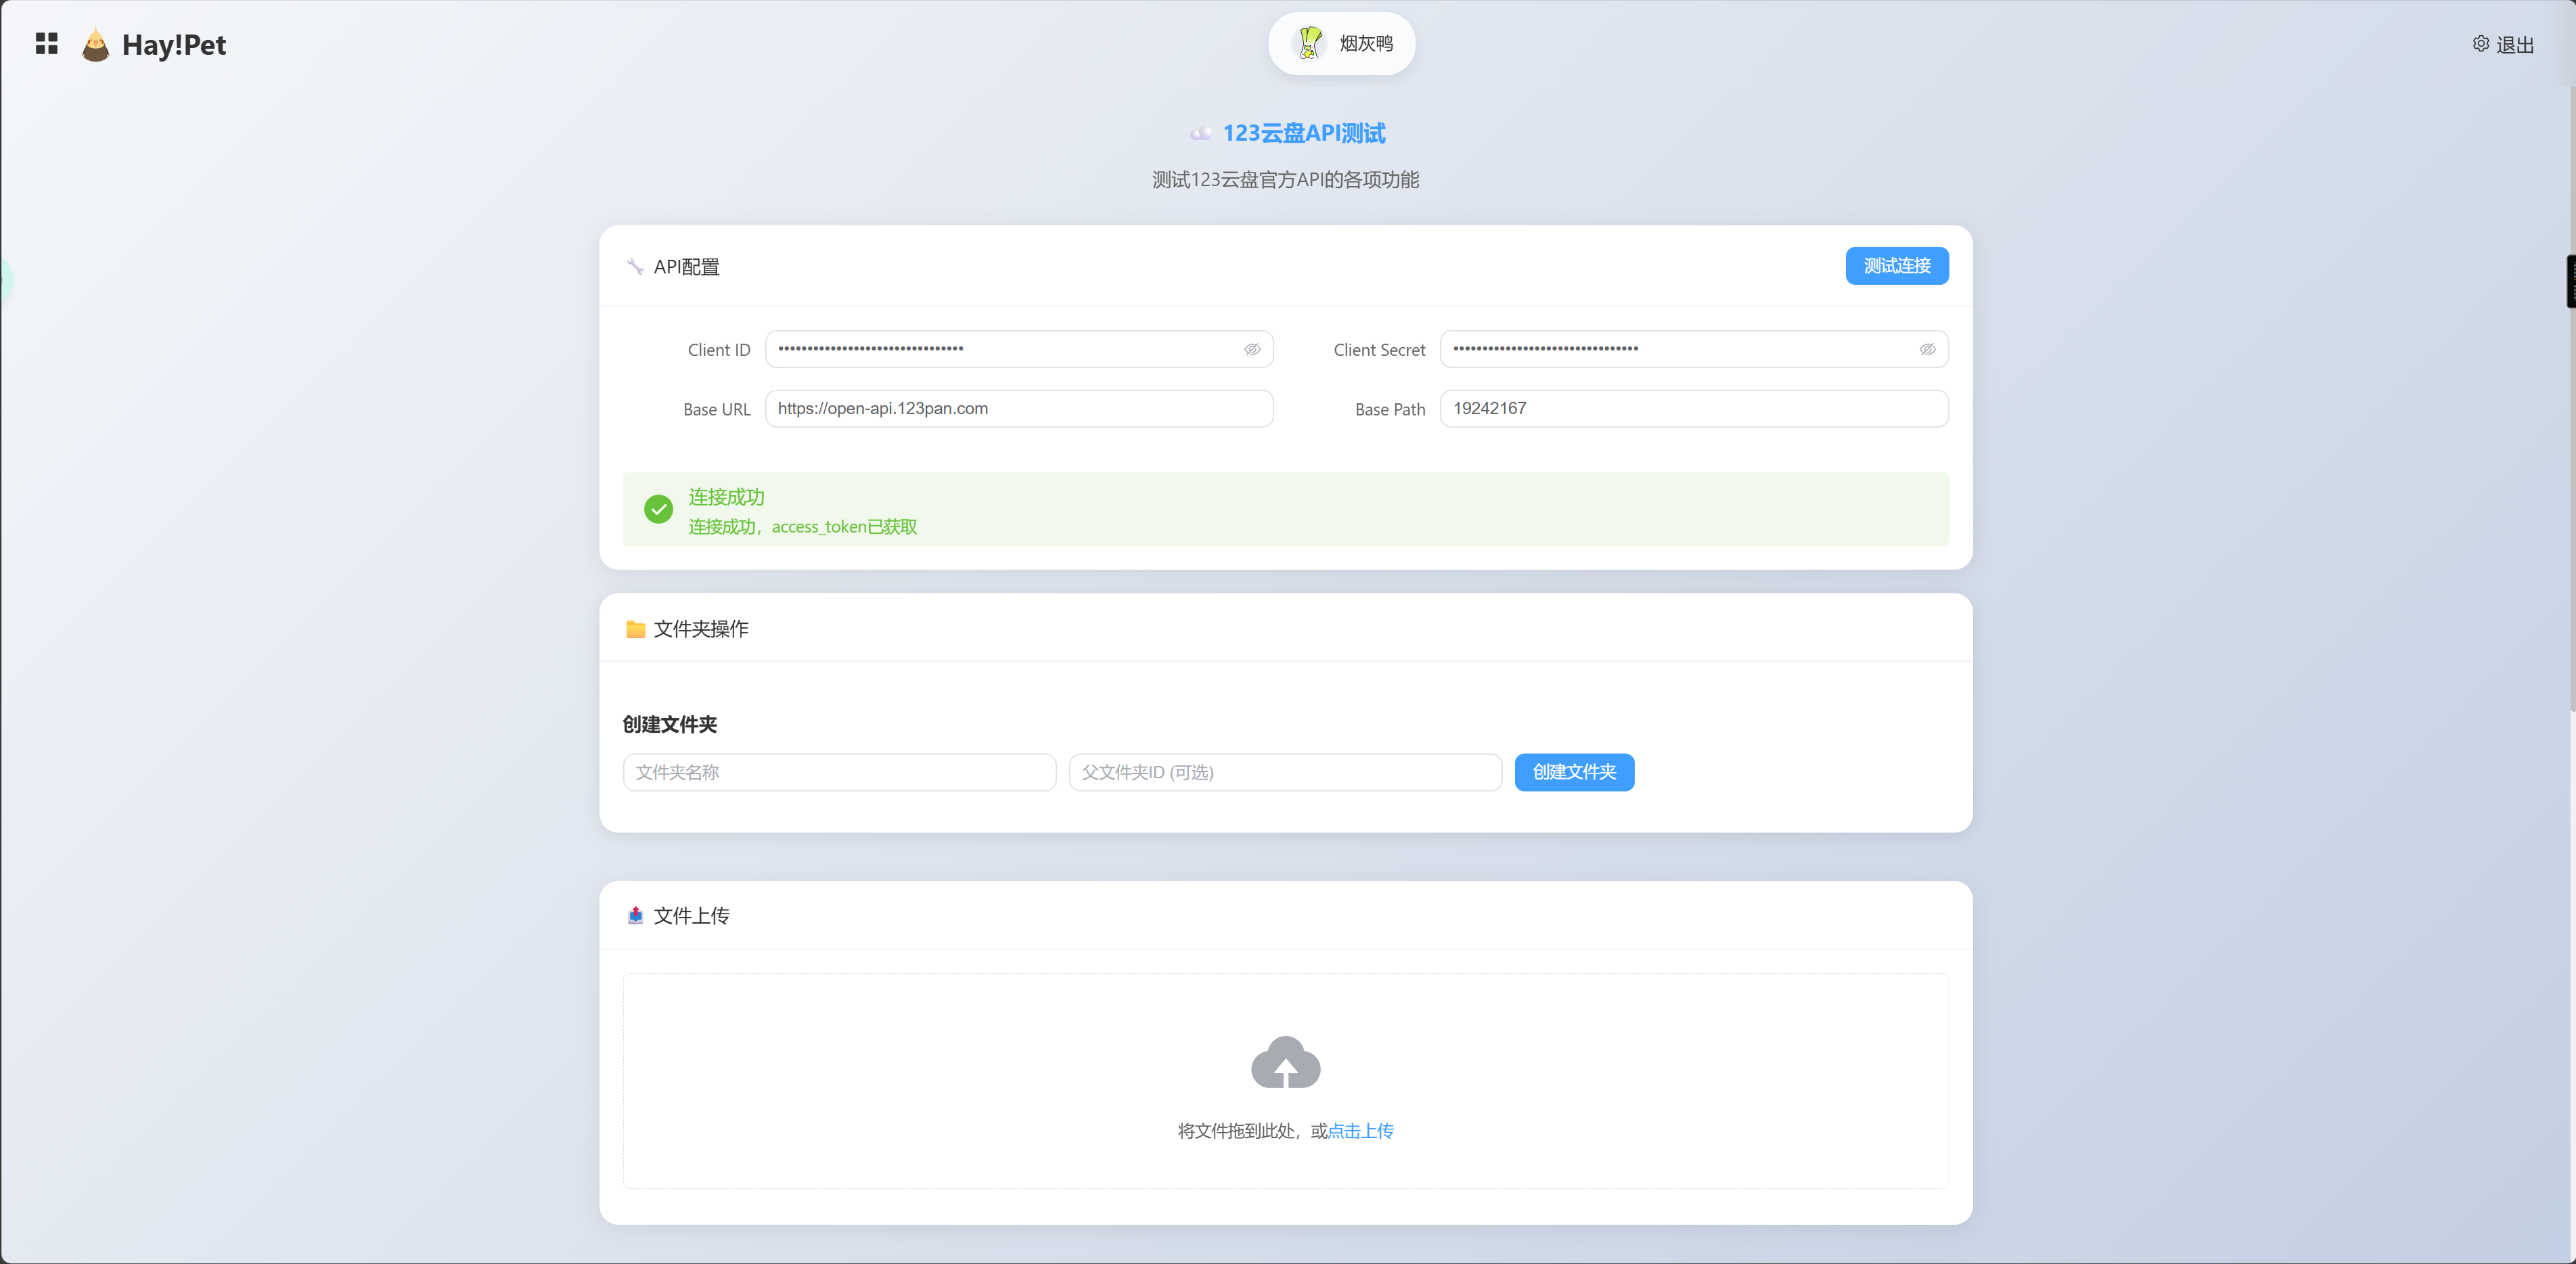 Hay!Pet
烟灰鸭
退出
123云盘API测试
测试123云盘官方API的各项功能
API配置
测试连接
Client ID
Client Secret
Base URL
https://open-api.123pan.com
Base Path
19242167
连接成功
连接成功，access_token已获取
文件夹操作
创建文件夹
文件夹名称
父文件夹ID (可选)
创建文件夹
文件上传
将文件拖到此处，或点击上传